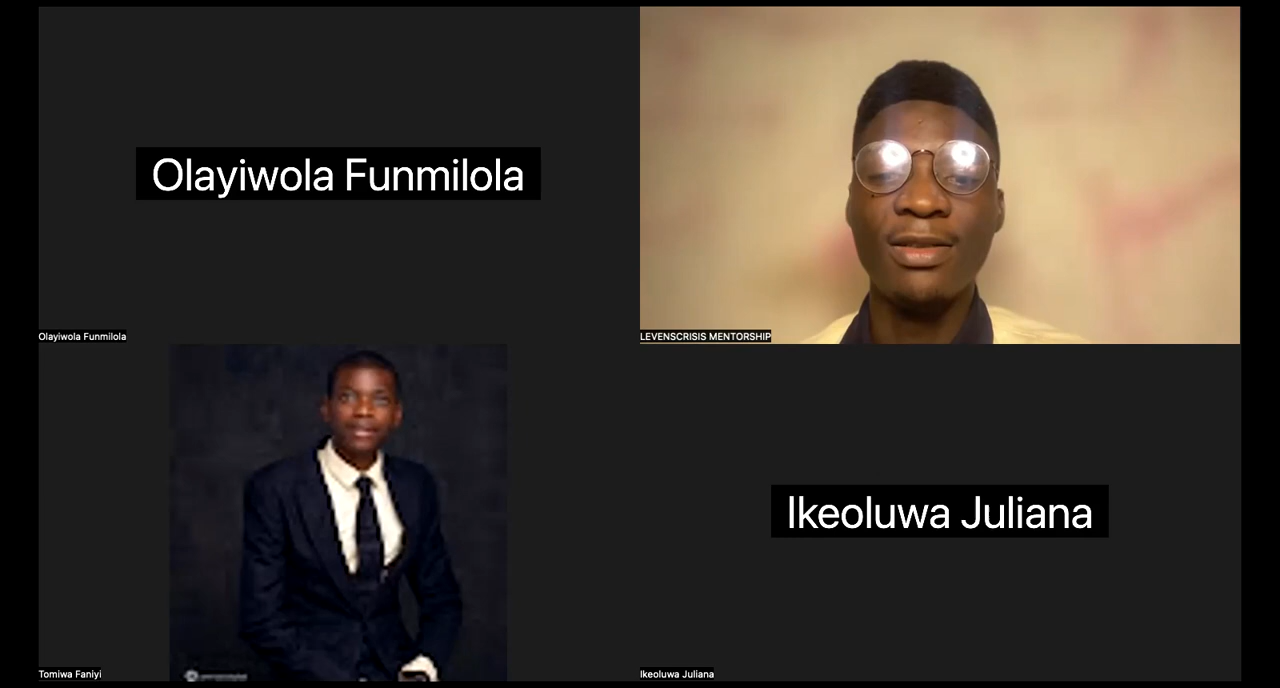 Olayiwola Funmilola
Olayiwola Funmilola
LEVENSCRISIS MENTORSHIP
Ikeoluwa Juliana
Tomiwa Faniyi
Ikeoluwa Juliana